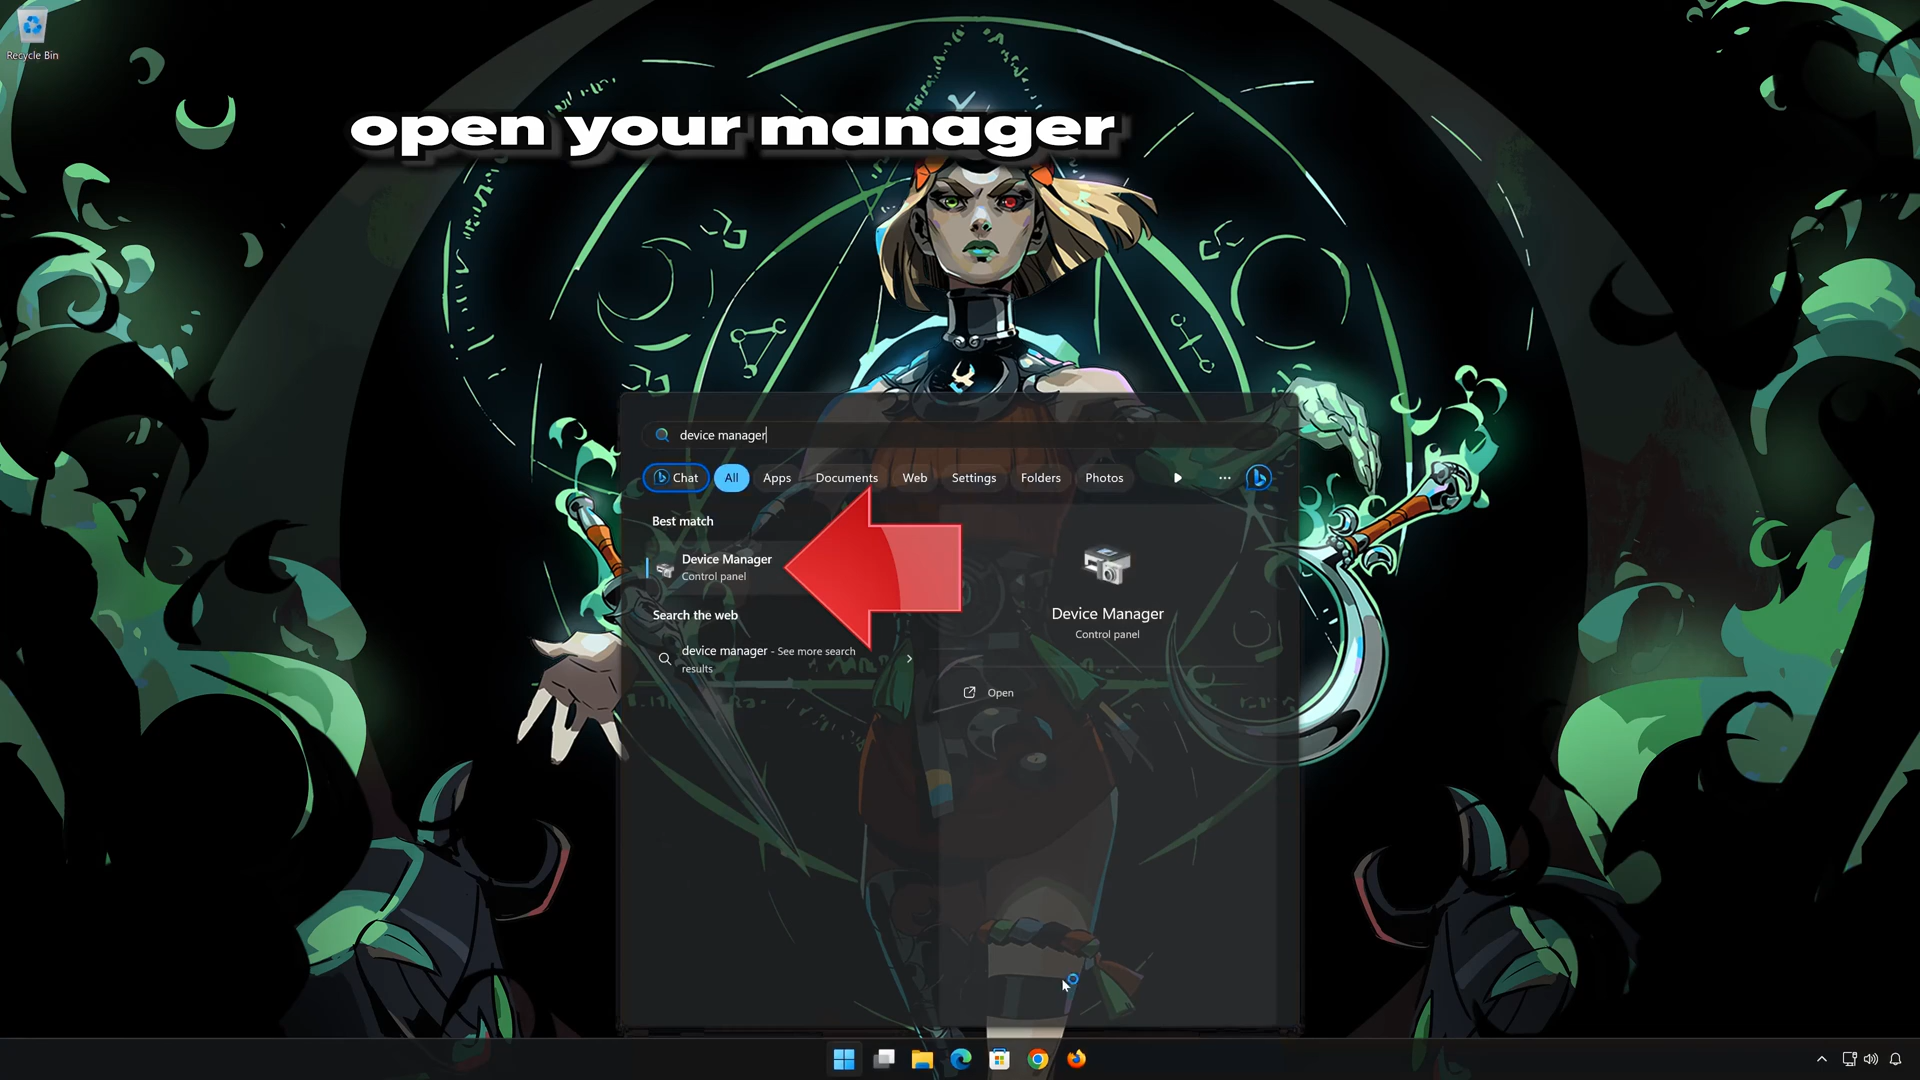 Recycle Bin
open your manager
device manager
Chat
All
Apps
Documents
Web
Settings
Folders
Photos
Best match
Device Manager
Control panel
Search the web
device manager - See more search
results
Device Manager
Control panel
Open